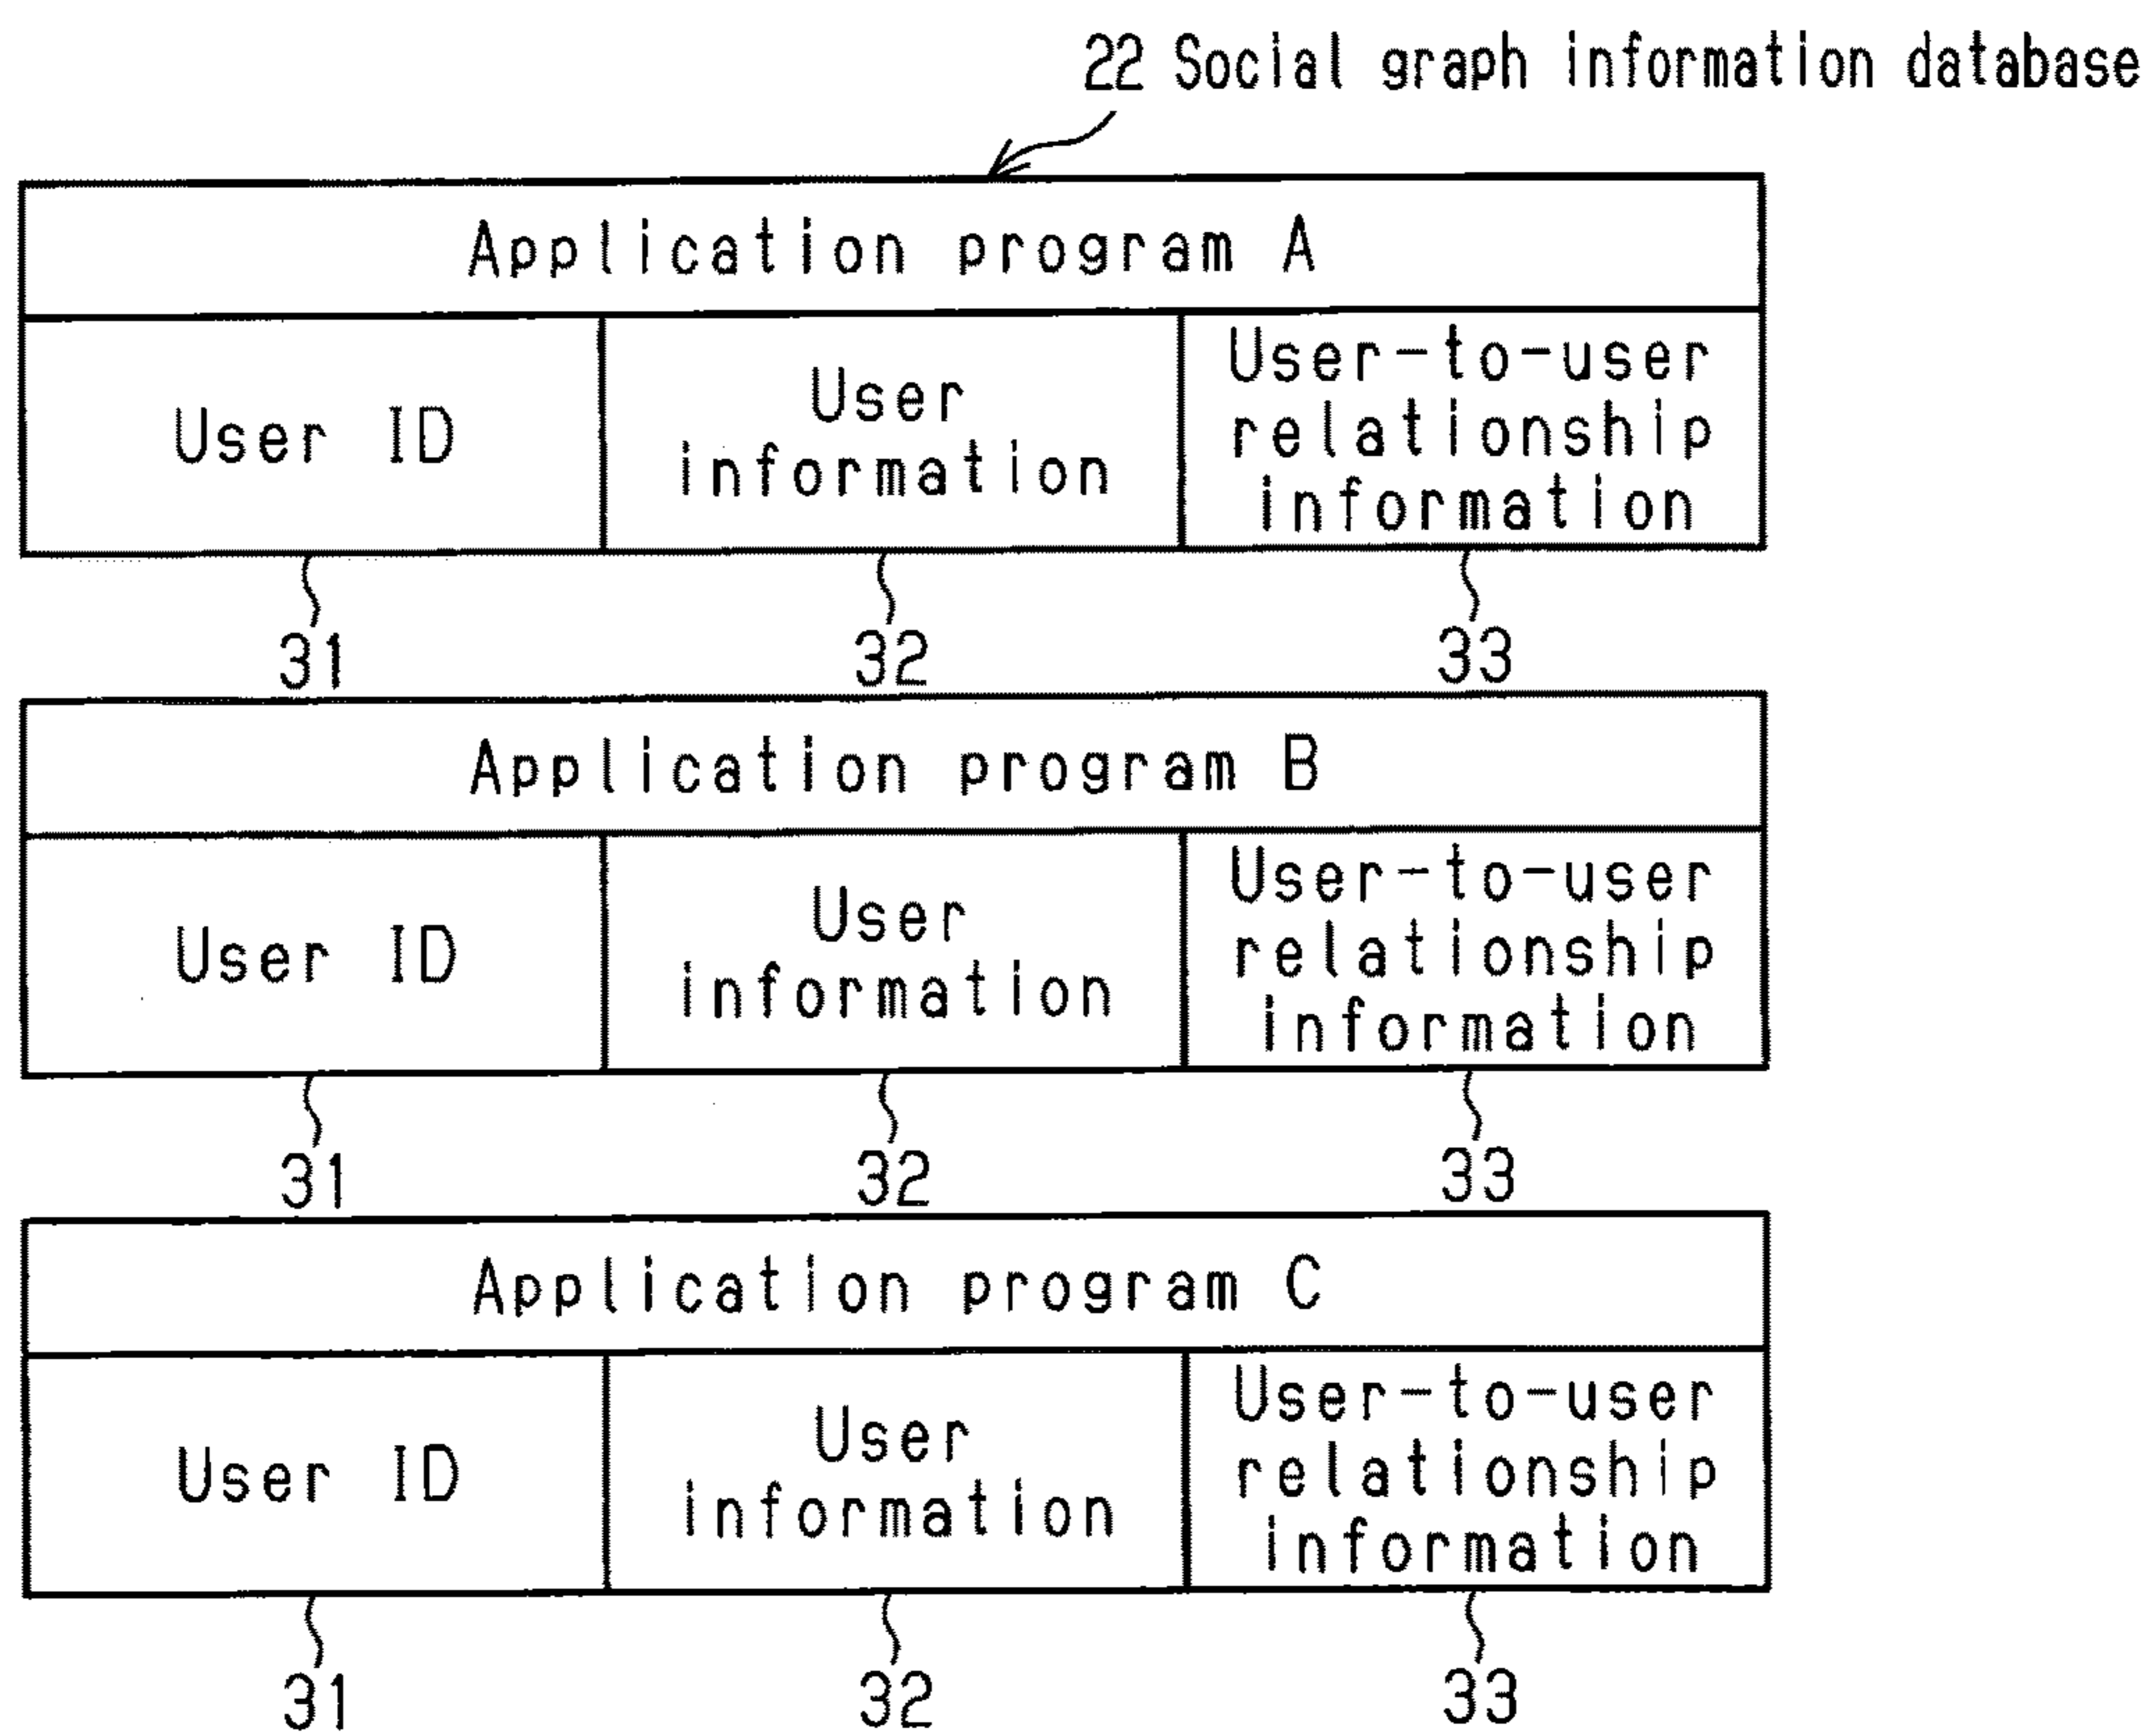 22 Social graph information database
Application program A
User ID
User
information
User-to-user
relationship
information
31
32
33
Application program B
User ID
User
information
User-to-user
relationship
information
31
32
33
Application program C
User ID
User
information
User-to-user
relationship
information
31
32
33